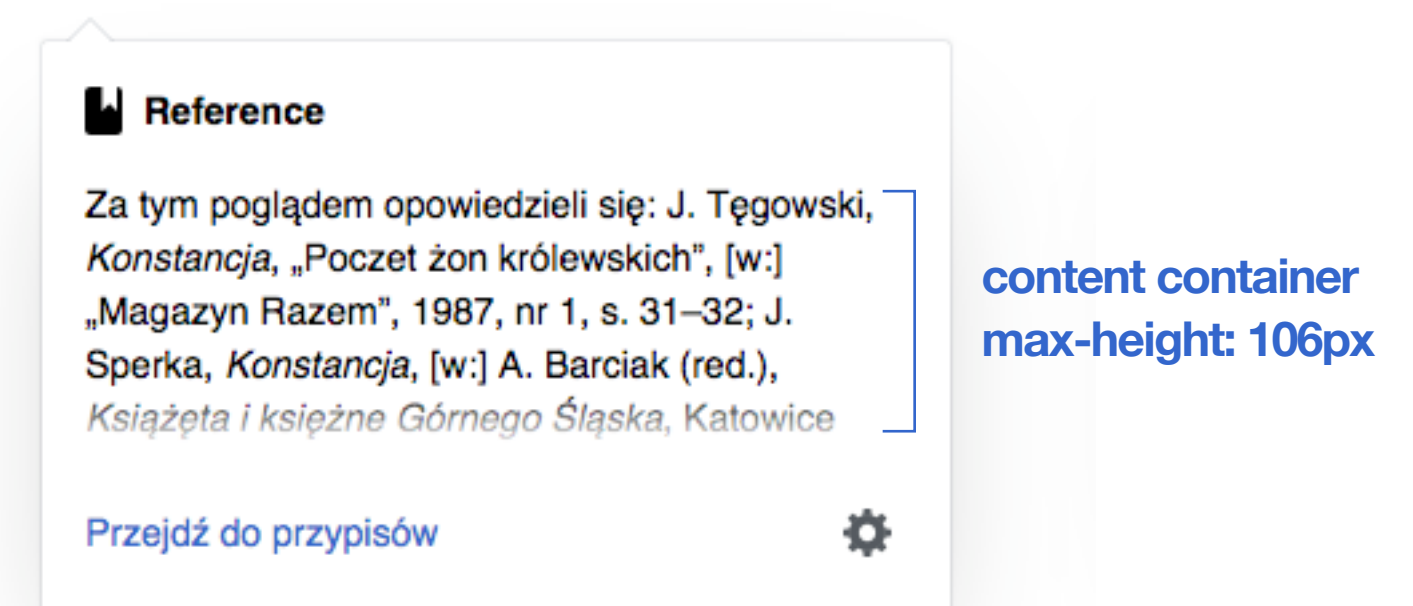 Reference
Za tym poglądem opowiedzieli się: J. Tęgowski,
Konstancja, „Poczet żon królewskich”, [w:]
„Magazyn Razem”, 1987, nr 1, s. 31–32; J.
Sperka, Konstancja, [w:] A. Barciak (red.),
Książęta i księżne Górnego Śląska, Katowice
Przejdź do przypisów
content container
max-height: 106px